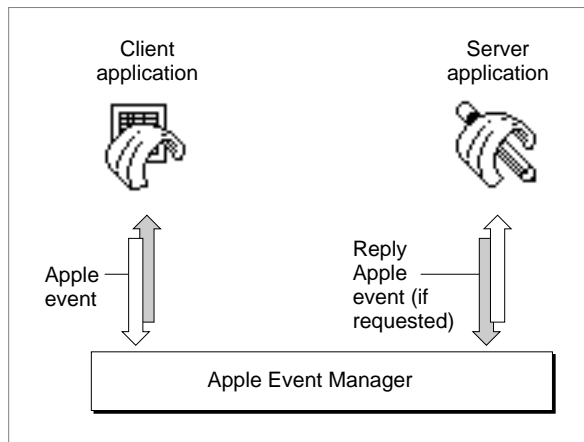 Client
application
Server
application
Apple
event
Reply
Apple
event (if
requested)
Apple Event Manager